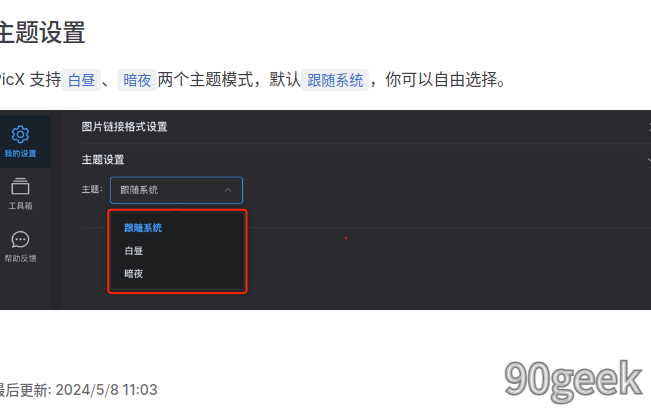 主题设置
PicX 支持 白昼 、 暗夜 两个主题模式，默认 跟随系统 ，你可以自由选择。
我的设置
工具箱
帮助反馈
图片链接格式设置
主题设置
主题： 跟随系统
跟随系统
白昼
暗夜
最后更新: 2024/5/8 11:03
90geek